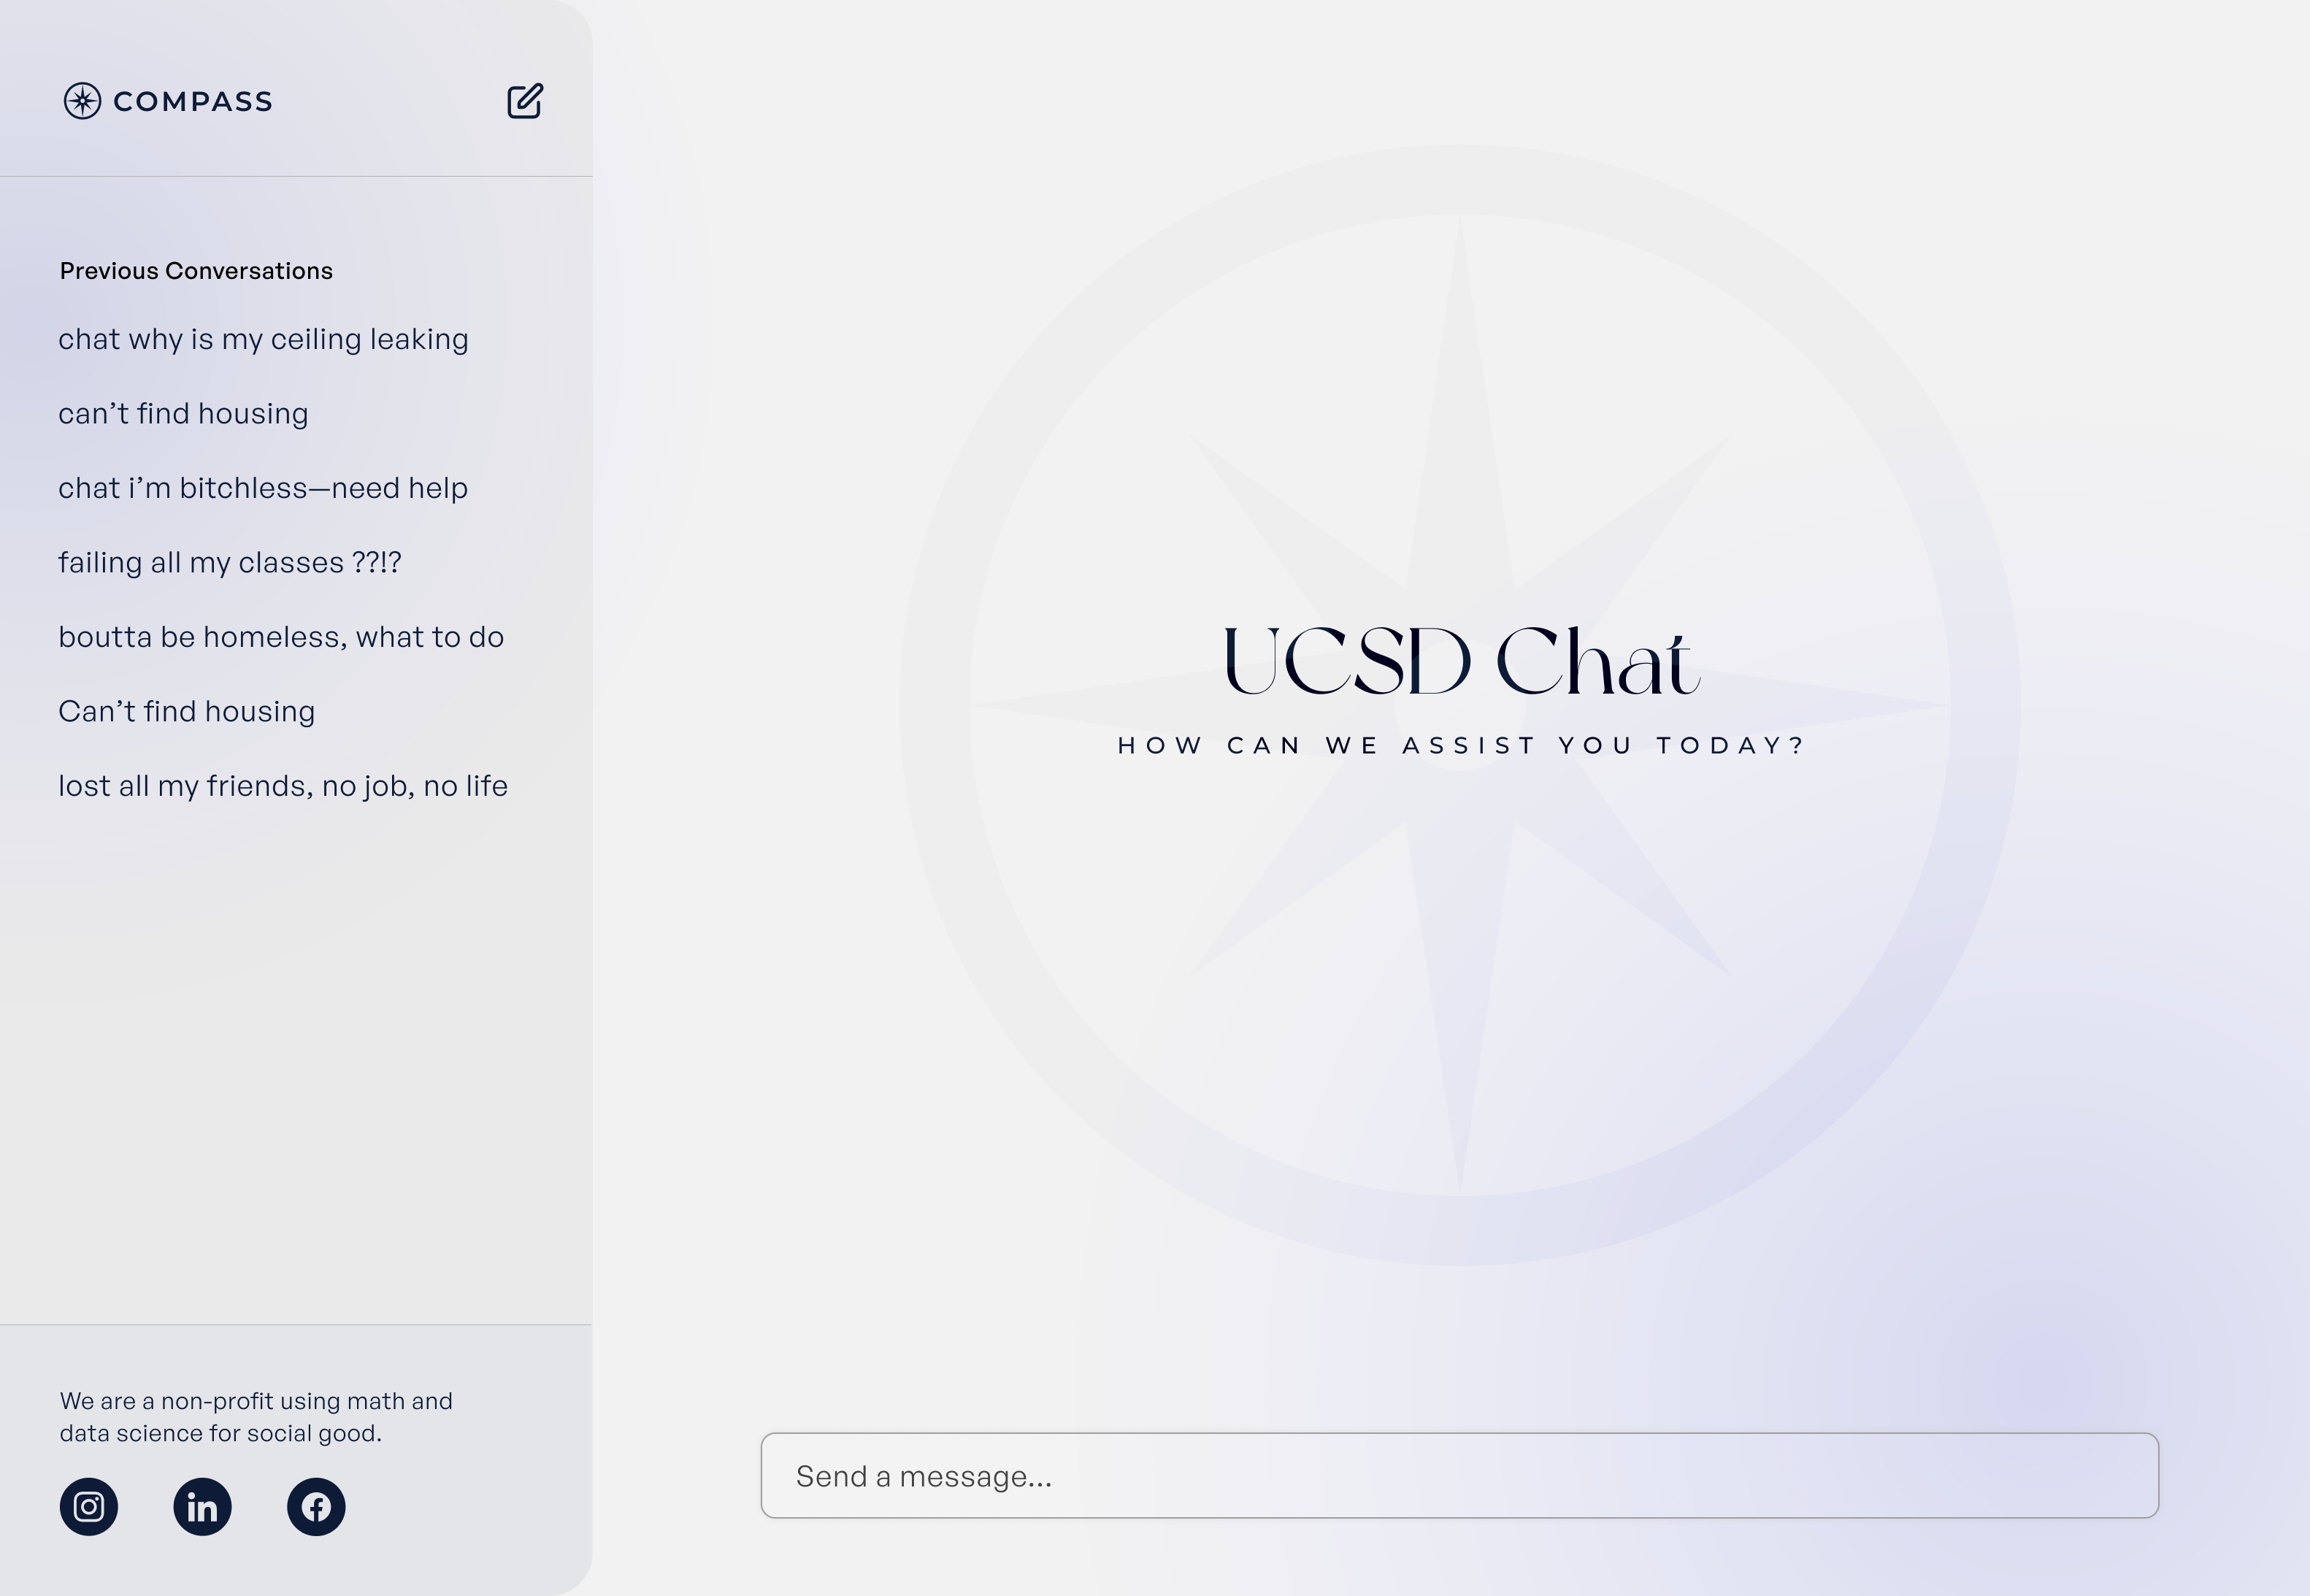 COMPASS
Previous Conversations
chat why is my ceiling leaking
can’t find housing
chat i’m bitchless—need help
failing all my classes ??!?
boutta be homeless, what to do
Can’t find housing
lost all my friends, no job, no life
We are a non-profit using math and
data science for social good.
UCSD Chat
HOW CAN WE ASSIST YOU TODAY?
Send a message...